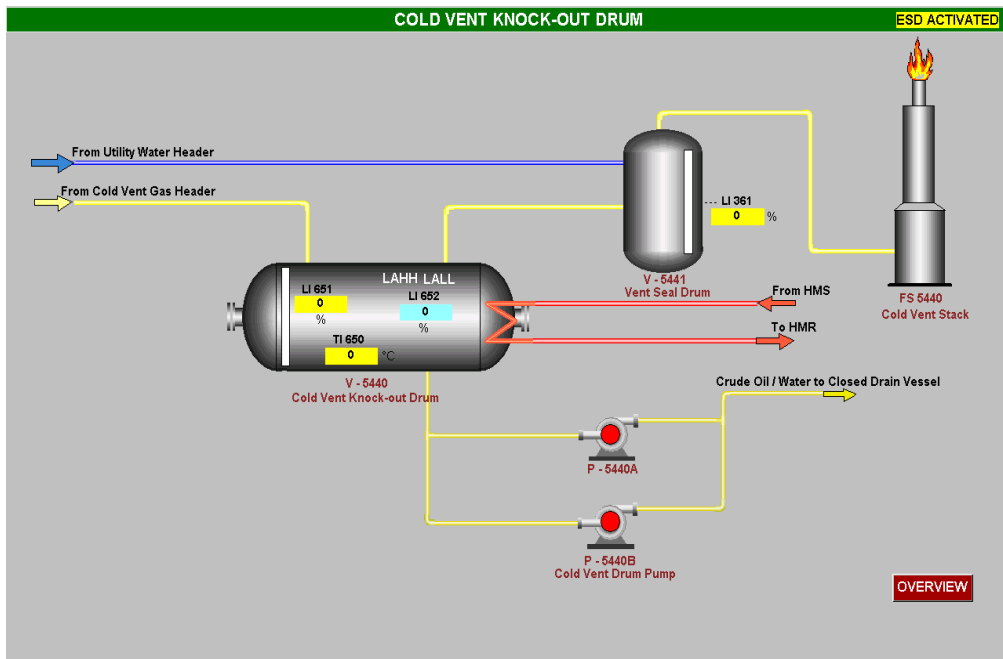 COLD VENT KNOCK-OUT DRUM
ESD ACTIVATED
From Utility Water Header
From Cold Vent Gas Header
LI 361
0 %
V - 5441
Vent Seal Drum
FS 5440
Cold Vent Stack
LAHH LALL
LI 651
0
%
LI 652
0
%
TI 650
0 °C
From HMS
To HMR
V - 5440
Cold Vent Knock-out Drum
Crude Oil / Water to Closed Drain Vessel
P - 5440A
P - 5440B
Cold Vent Drum Pump
OVERVIEW